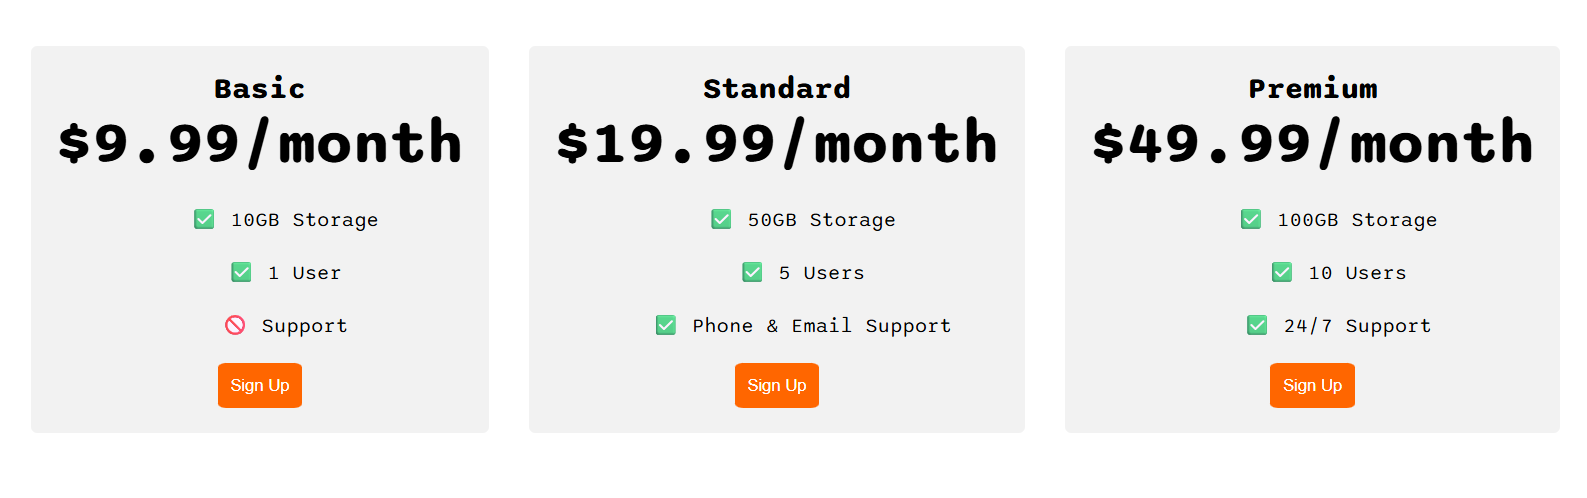 Basic
$9.99/month
✅ 10GB Storage
✅ 1 User
🚫 Support
Sign Up
Standard
$19.99/month
✅ 50GB Storage
✅ 5 Users
✅ Phone & Email Support
Sign Up
Premium
$49.99/month
✅ 100GB Storage
✅ 10 Users
✅ 24/7 Support
Sign Up